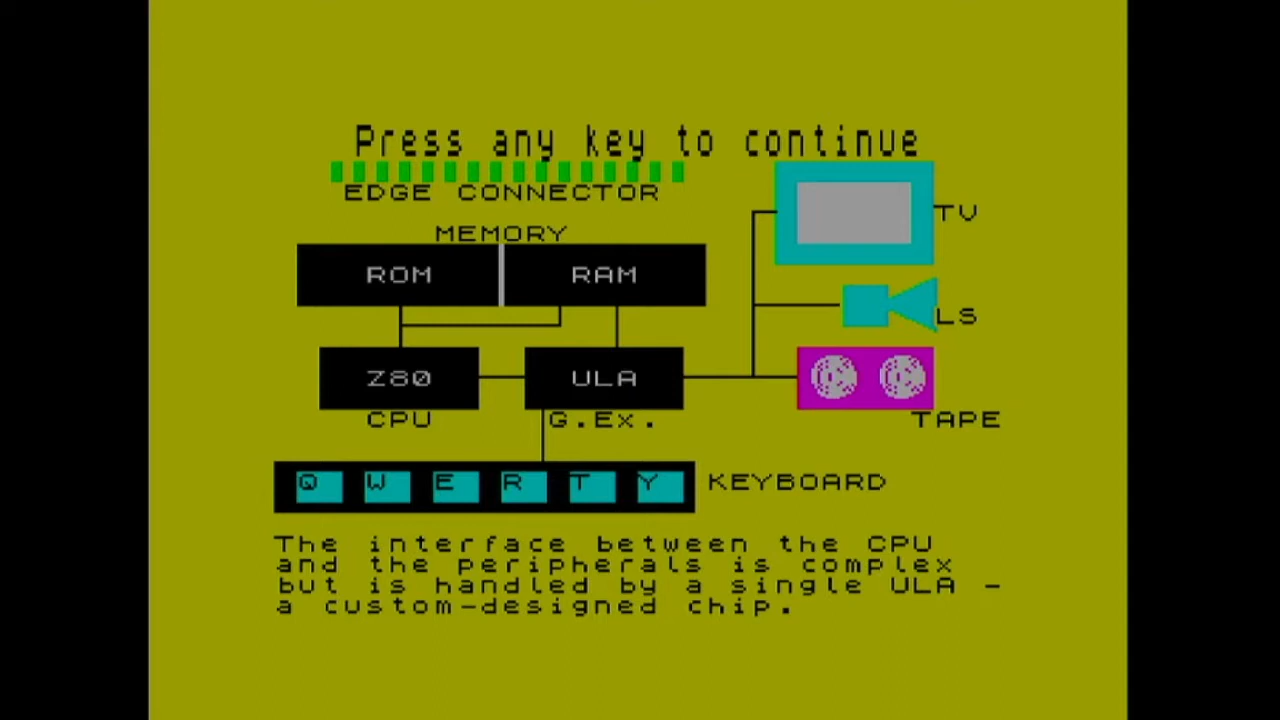 Press any key to continue
EDGE CONNECTOR
TV
MEMORY
ROM RAM
LS
Z80 ULA
CPU G.Ex. TAPE
Q W E R T Y KEYBOARD
The interface between the CPU
and the peripherals is complex
but is handled by a single ULA -
a custom-designed chip.